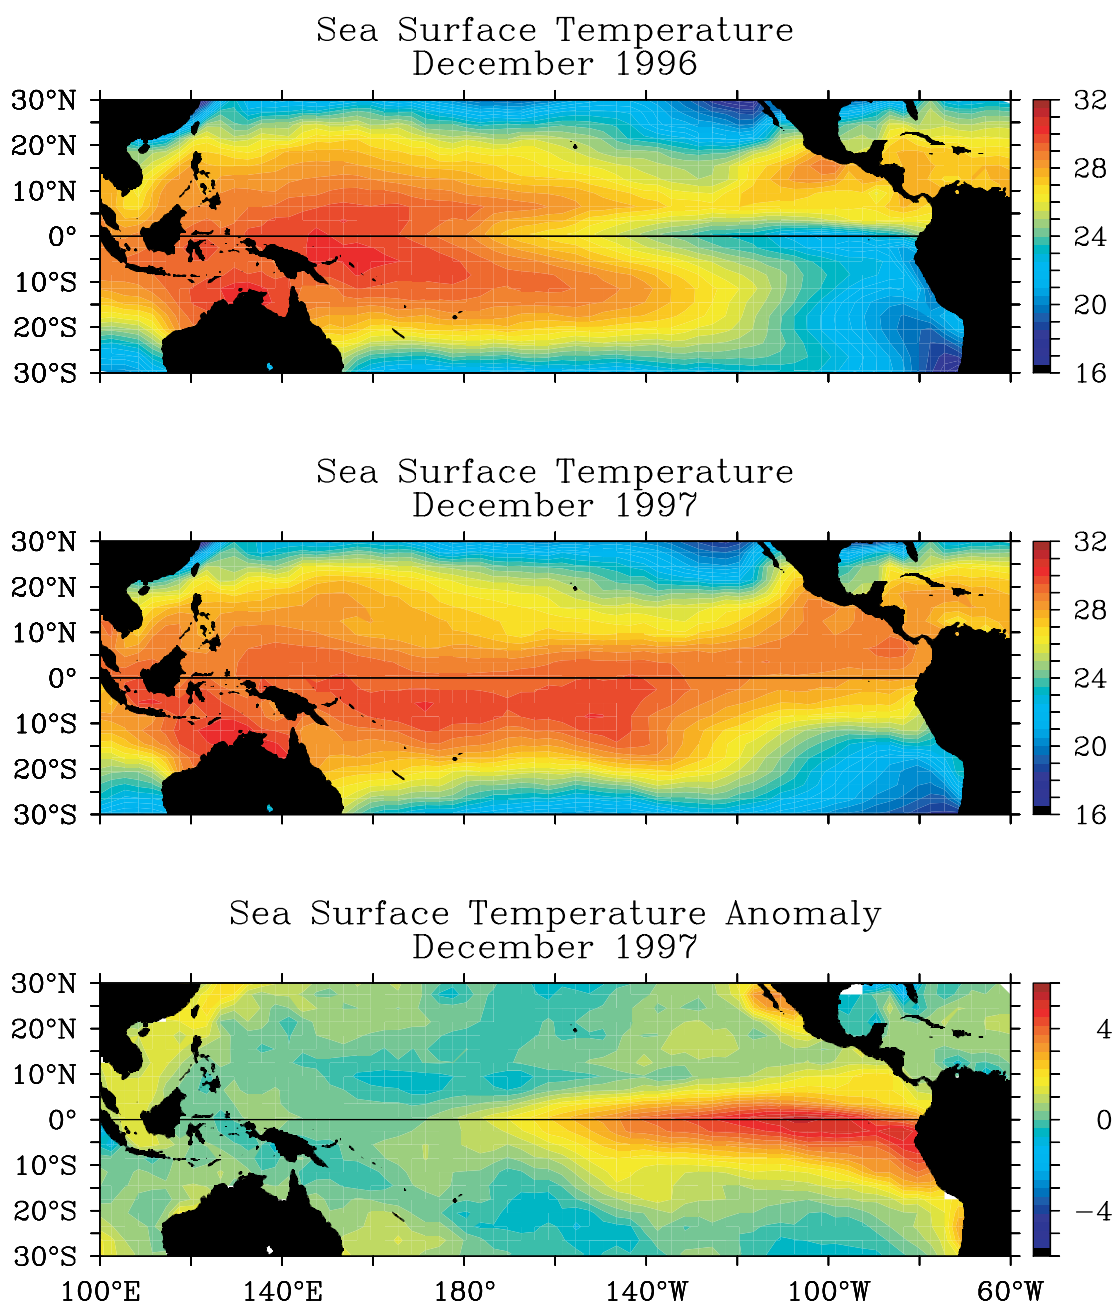 Sea Surface Temperature
December 1996
30°N
20°N
10°N
0°
10°S
20°S
30°S
32
28
24
20
16
Sea Surface Temperature
December 1997
30°N
20°N
10°N
0°
10°S
20°S
30°S
32
28
24
20
16
Sea Surface Temperature Anomaly
December 1997
30°N
20°N
10°N
0°
10°S
20°S
30°S
4
0
−4
100°E 140°E 180° 140°W 100°W 60°W